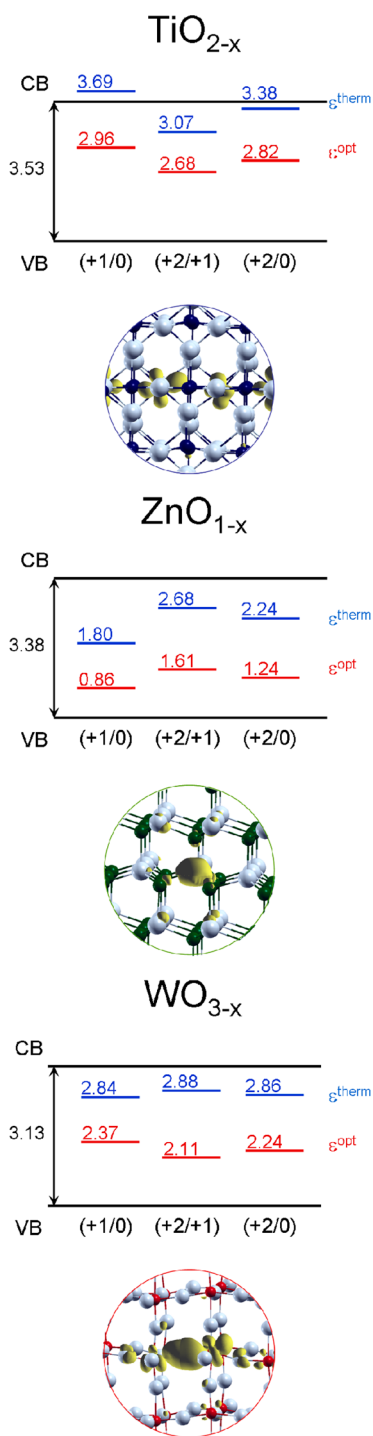 TiO2-x
CB
3.69
3.38
εtherm
3.07
2.96
2.82
εopt
2.68
3.53
VB
(+1/0)
(+2/+1)
(+2/0)
ZnO1-x
CB
2.68
2.24
εtherm
1.80
3.38
1.61
1.24
εopt
0.86
VB
(+1/0)
(+2/+1)
(+2/0)
WO3-x
CB
2.84
2.88
2.86
εtherm
2.37
3.13
2.11
2.24
εopt
VB
(+1/0)
(+2/+1)
(+2/0)